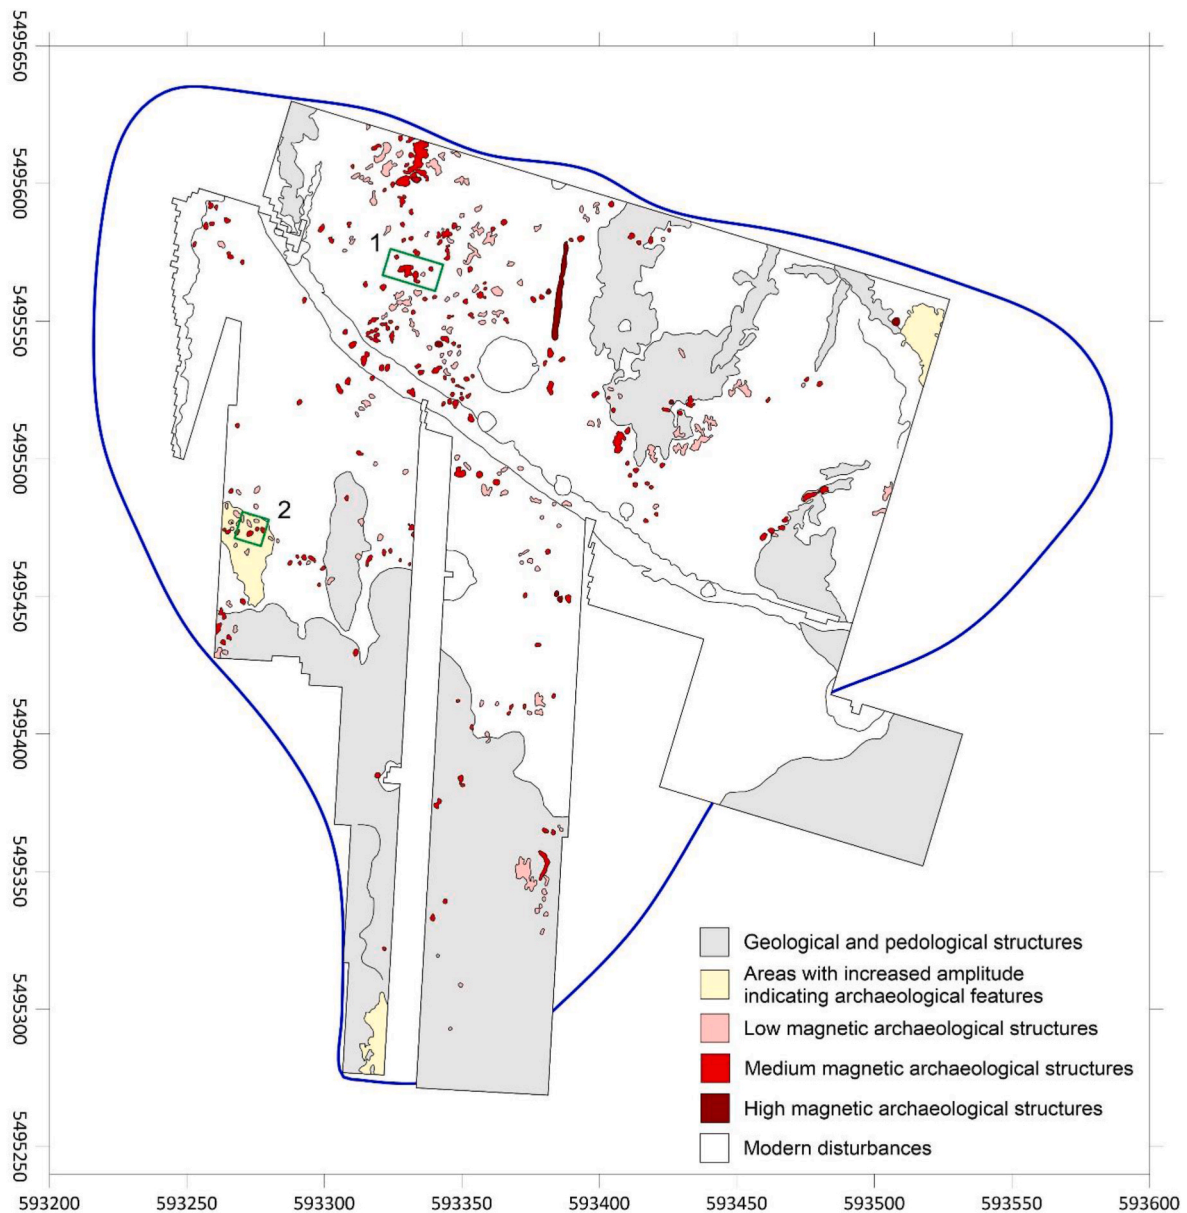 5495650
5495600
5495550
5495500
5495450
5495400
5495350
5495300
5495250
1
2
Geological and pedological structures
Areas with increased amplitude
indicating archaeological features
Low magnetic archaeological structures
Medium magnetic archaeological structures
High magnetic archaeological structures
Modern disturbances
593200 593250 593300 593350 593400 593450 593500 593550 593600